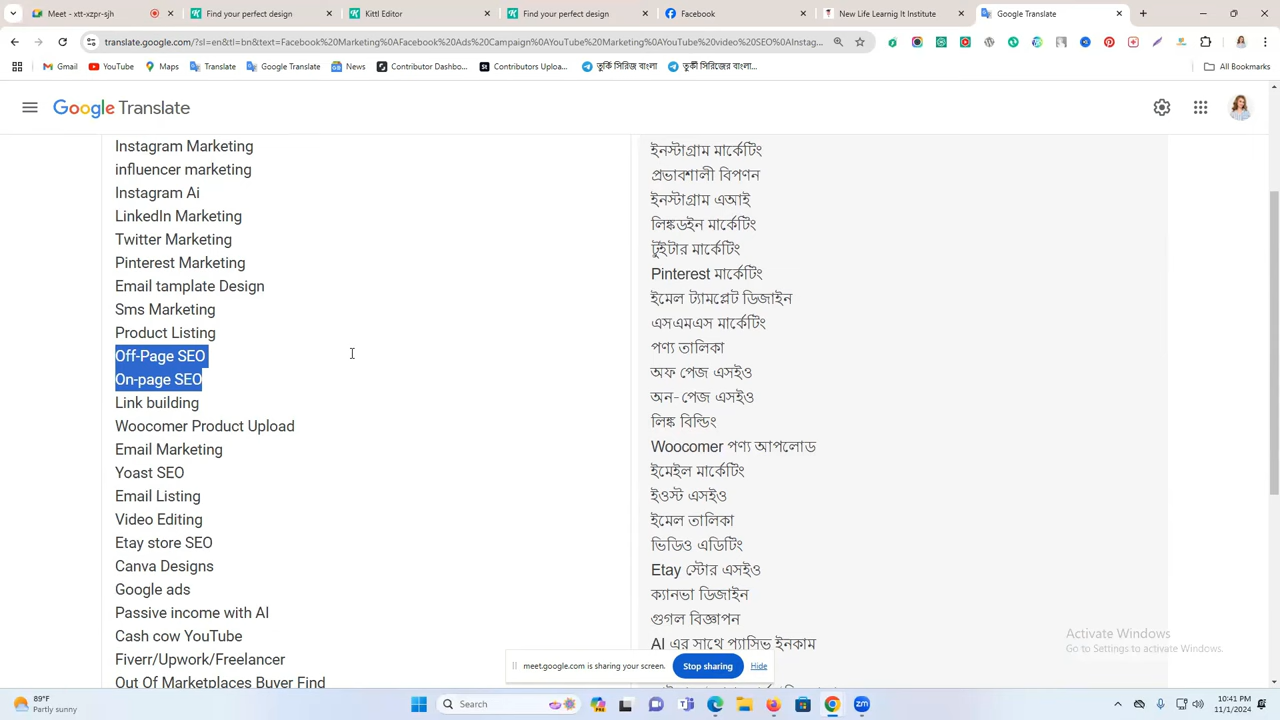 Meet - xtt-xzpr-sjh
Find your perfect design
Kittl Editor
Find your perfect design
Facebook
New Life Learnig It Institute
Google Translate
translate.google.com/?sl=en&tl=bn&text=Facebook%20Marketing%0AFacebook%20Ads%20Campaign%0AYouTube%20Marketing%0AYouTube%20video%20SEO%0AInstag...
Gmail
YouTube
Maps
Translate
Google Translate
News
Contributor Dashbo...
Contributors Uploa...
তুর্কি সিরিজ বাংলা
তুর্কী সিরিজের বাংলা...
All Bookmarks
Google Translate
Instagram Marketing
influencer marketing
Instagram Ai
LinkedIn Marketing
Twitter Marketing
Pinterest Marketing
Email tamplate Design
Sms Marketing
Product Listing
Off-Page SEO
On-page SEO
Link building
Woocomer Product Upload
Email Marketing
Yoast SEO
Email Listing
Video Editing
Etay store SEO
Canva Designs
Google ads
Passive income with AI
Cash cow YouTube
Fiverr/Upwork/Freelancer
Out Of Marketplaces Buyer Find
ইনস্টাগ্রাম মার্কেটিং
প্রভাবশালী বিপণন
ইনস্টাগ্রাম এআই
লিঙ্কডইন মার্কেটিং
টুইটার মার্কেটিং
Pinterest মার্কেটিং
ইমেল ট্যামপ্লেট ডিজাইন
এসএমএস মার্কেটিং
পণ্য তালিকা
অফ পেজ এসইও
অন-পেজ এসইও
লিঙ্ক বিল্ডিং
Woocomer পণ্য আপলোড
ইমেইল মার্কেটিং
ইওস্ট এসইও
ইমেল তালিকা
ভিডিও এডিটিং
Etay স্টোর এসইও
ক্যানভা ডিজাইন
গুগল বিজ্ঞাপন
AI এর সাথে প্যাসিভ ইনকাম
Activate Windows
Go to Settings to activate Windows.
meet.google.com is sharing your screen.
Stop sharing
Hide
89°F
Partly sunny
Search
10:41 PM
11/1/2024